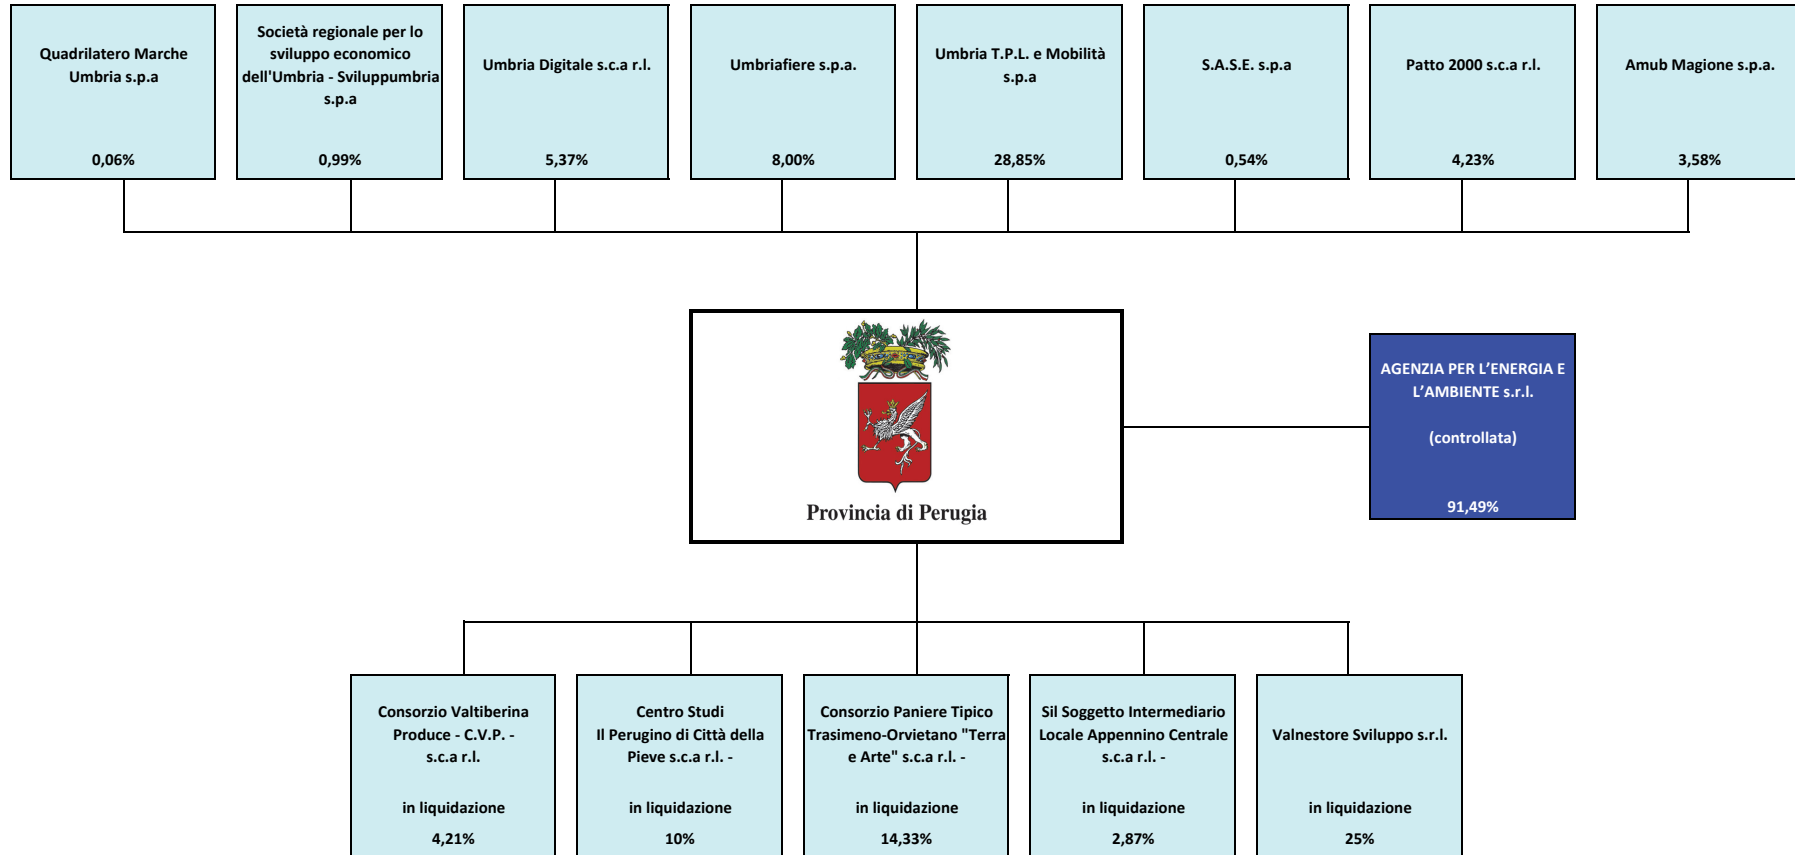 Quadrilatero Marche
Umbria s.p.a
0,06%
Società regionale per lo
sviluppo economico
dell'Umbria - Sviluppumbria
s.p.a
0,99%
Umbria Digitale s.c.a r.l.
5,37%
Umbriafiere s.p.a.
8,00%
Umbria T.P.L. e Mobilità
s.p.a
28,85%
S.A.S.E. s.p.a
0,54%
Patto 2000 s.c.a r.l.
4,23%
Amub Magione s.p.a.
3,58%
Provincia di Perugia
AGENZIA PER L'ENERGIA E
L'AMBIENTE s.r.l.
(controllata)
91,49%
Consorzio Valtiberina
Produce - C.V.P. -
s.c.a r.l.
in liquidazione
4,21%
Centro Studi
Il Perugino di Città della
Pieve s.c.a r.l. -
in liquidazione
10%
Consorzio Paniere Tipico
Trasimeno-Orvietano "Terra
e Arte" s.c.a r.l. -
in liquidazione
14,33%
Sil Soggetto Intermediario
Locale Appennino Centrale
s.c.a r.l. -
in liquidazione
2,87%
Valnestore Sviluppo s.r.l.
in liquidazione
25%